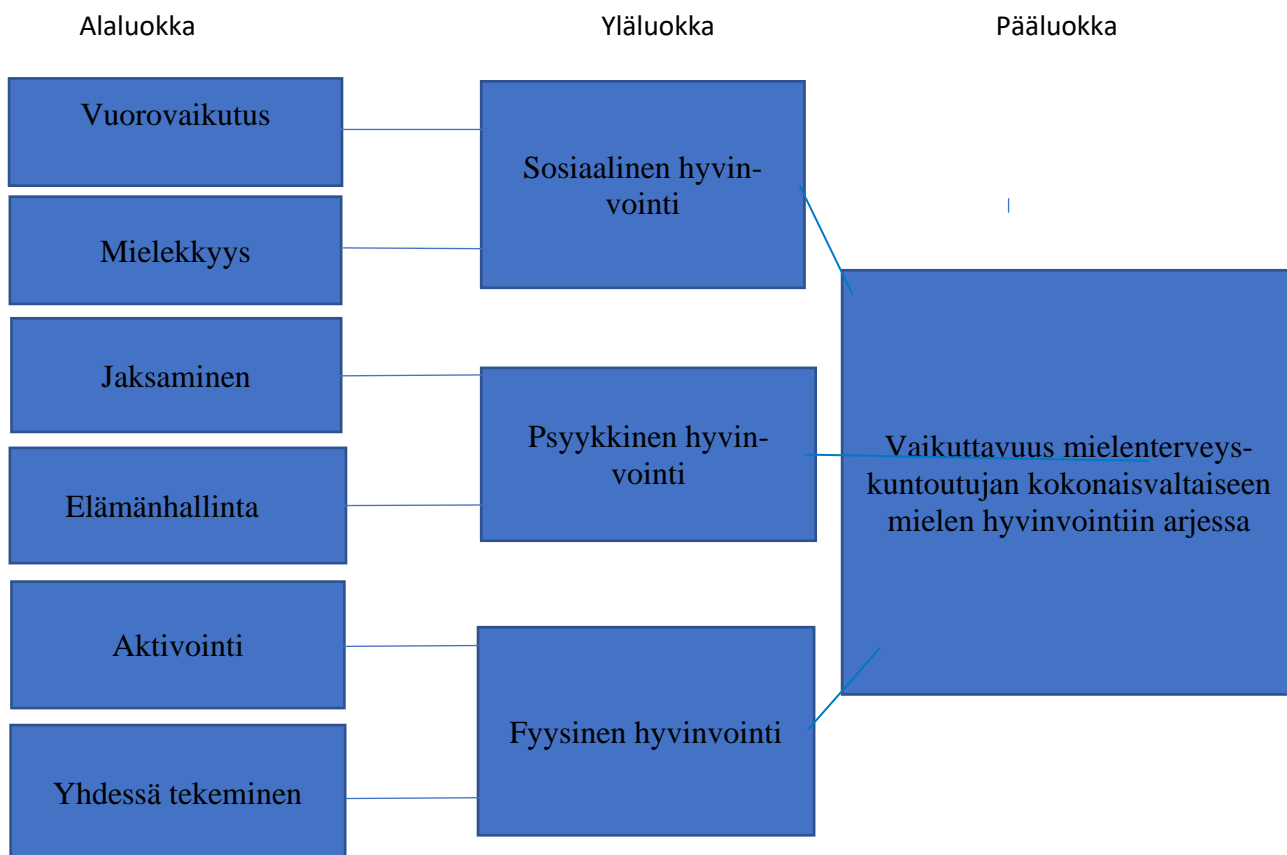 Alaluokka
Yläluokka
Pääluokka
Vuorovaikutus
Mielekkyys
Jaksaminen
Elämänhallinta
Aktivointi
Yhdessä tekeminen
Sosiaalinen hyvin-
vointi
Psyykkinen hyvin-
vointi
Fyysinen hyvinvointi
Vaikuttavuus mielenterveys-
kuntoutujan kokonaisvaltaiseen
mielen hyvinvointiin arjessa